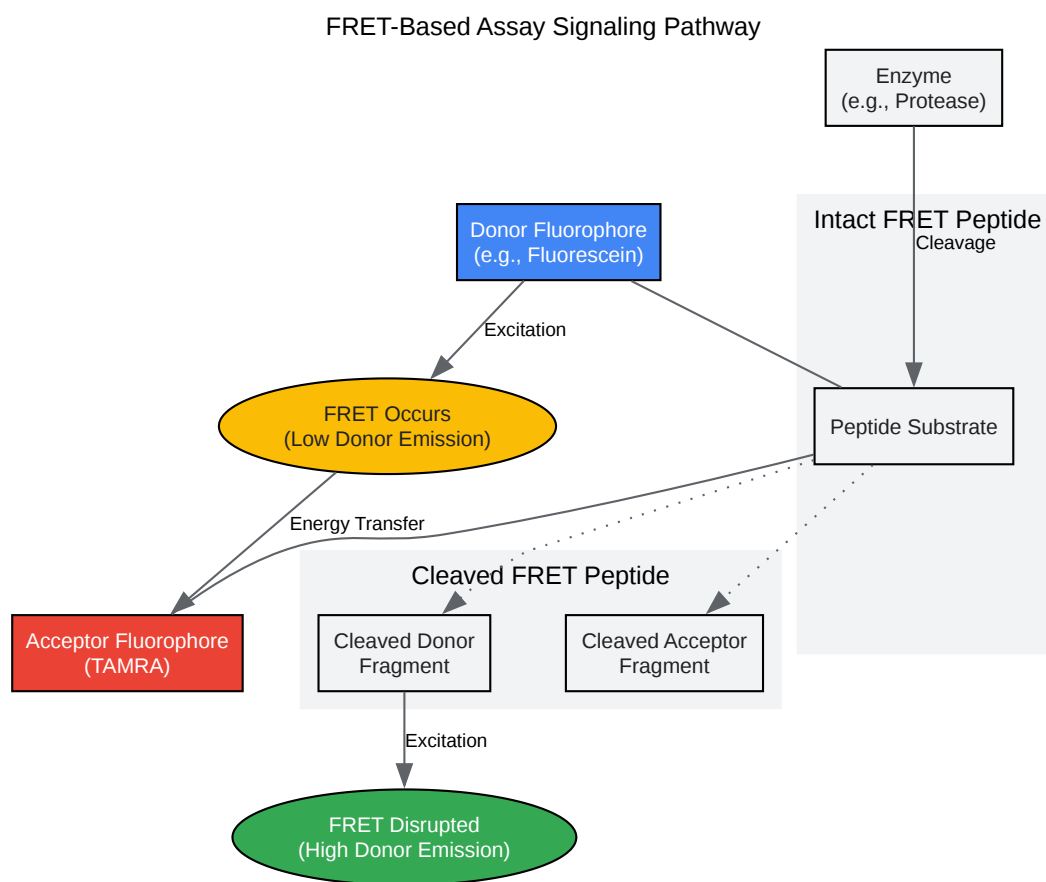 FRET-Based Assay Signaling Pathway
Enzyme
(e.g., Protease)
Intact FRET Peptide
Cleavage
Donor Fluorophore
(e.g., Fluorescein)
Excitation
FRET Occurs
(Low Donor Emission)
Peptide Substrate
Energy Transfer
Cleaved FRET Peptide
Acceptor Fluorophore
(TAMRA)
Cleaved Donor
Fragment
Cleaved Acceptor
Fragment
Excitation
FRET Disrupted
(High Donor Emission)